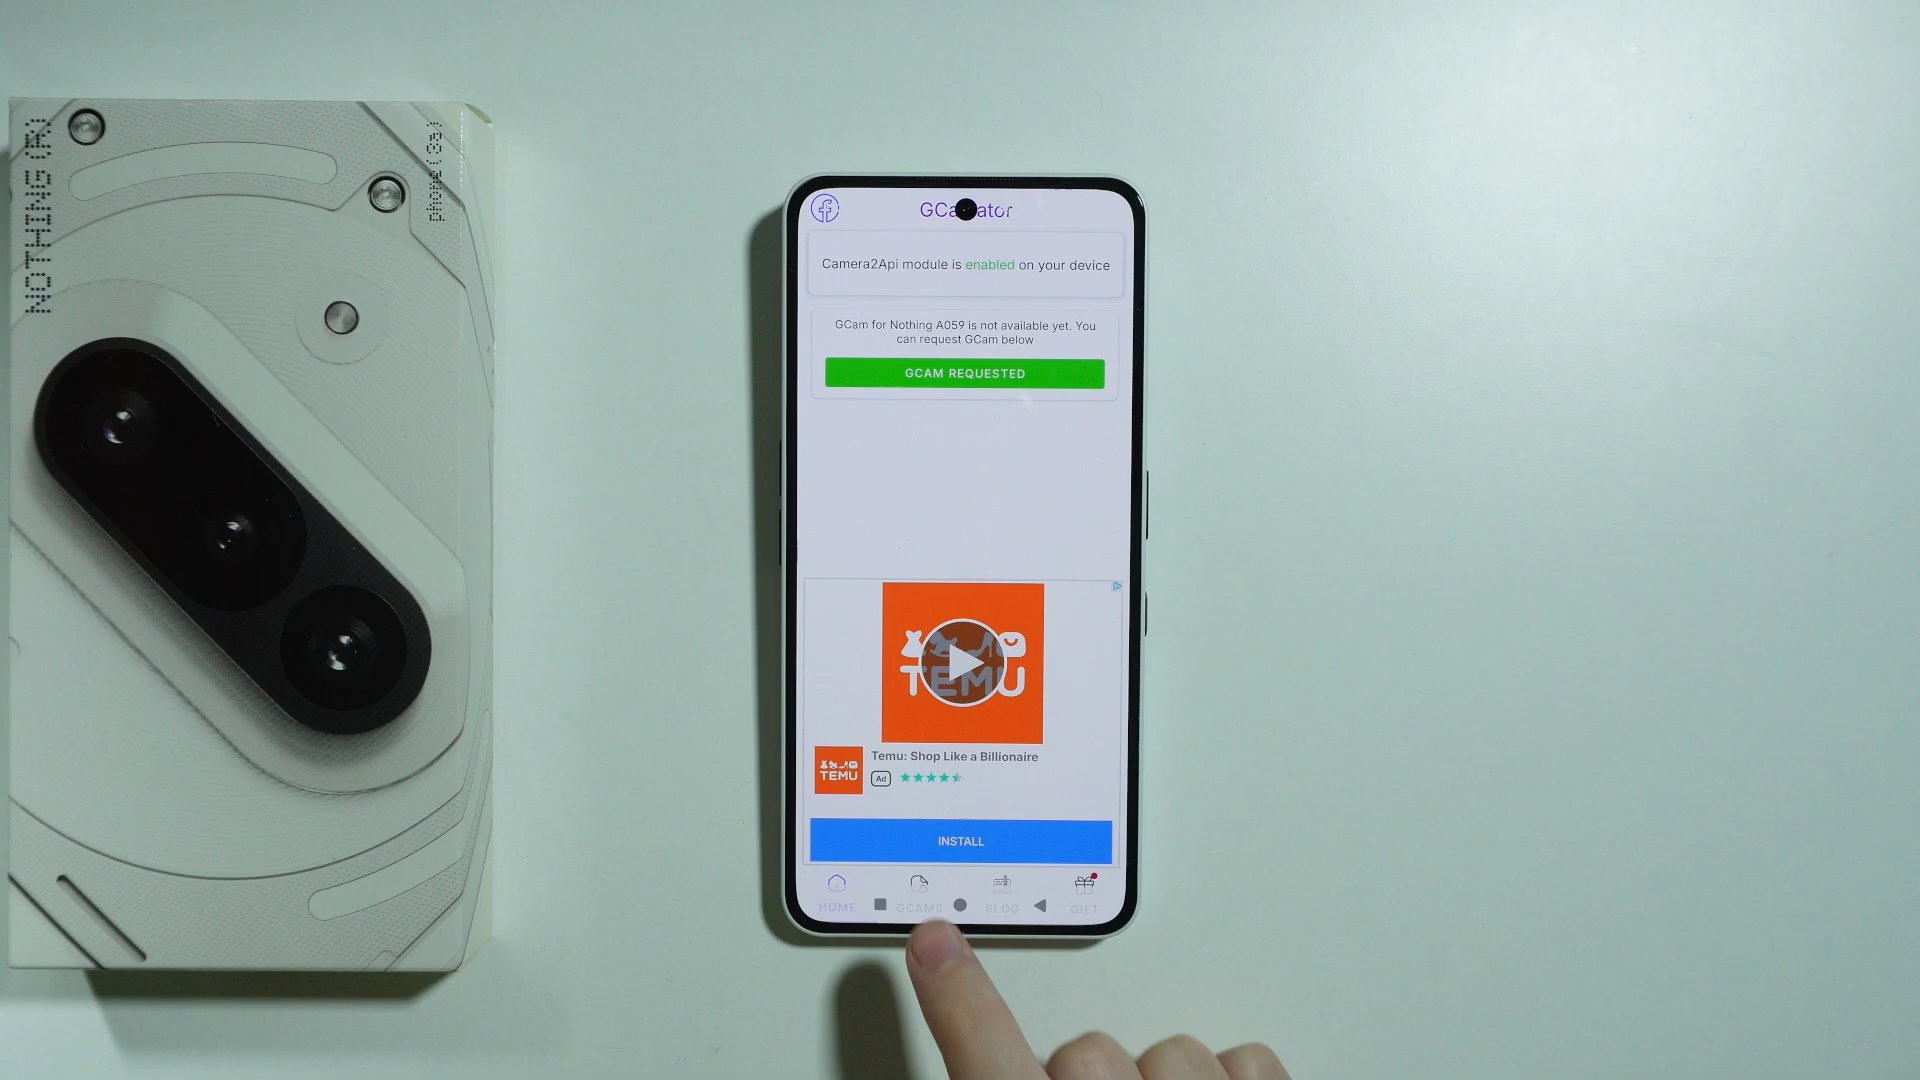 NOTHING (R)
phone (3a)
GCa ator
Camera2Api module is enabled on your device
GCam for Nothing A059 is not available yet. You
can request GCam below
GCAM REQUESTED
TEMU
TEMU
Temu: Shop Like a Billionaire
Ad
INSTALL
HOME
GCAMS
BLOG
GIFT